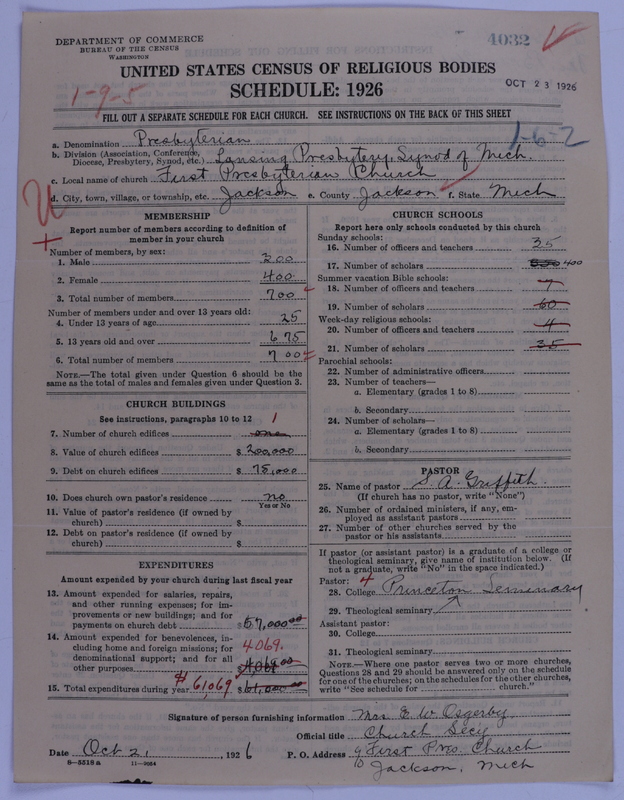 DEPARTMENT OF COMMERCE
BUREAU OF THE CENSUS
WASHINGTON
4032
UNITED STATES CENSUS OF RELIGIOUS BODIES
SCHEDULE: 1926
OCT 23 1926
1-9-5
FILL OUT A SEPARATE SCHEDULE FOR EACH CHURCH. SEE INSTRUCTIONS ON THE BACK OF THIS SHEET
1-6-2
a. Denomination Presbyterian
b. Division (Association, Conference, Diocese, Presbytery, Synod, etc.) Lansing Presbytery Synod of Mich.
c. Local name of church First Presbyterian Church
d. City, town, village, or township, etc. Jackson e. County Jackson f. State Mich
MEMBERSHIP
Report number of members according to definition of
member in your church
Number of members, by sex:
1. Male 300
2. Female 400
3. Total number of members 700
Number of members under and over 13 years old:
4. Under 13 years of age 25
5. 13 years old and over 675
6. Total number of members 700
NOTE.—The total given under Question 6 should be
same as the total of males and females given under Question 3.
CHURCH BUILDINGS
See instructions, paragraphs 10 to 12
1
7. Number of church edifices one
8. Value of church edifices $ 200,000
9. Debt on church edifices $ 75,000
10. Does church own pastor's residence no
Yes or No
11. Value of pastor's residence (if owned by
church) $
12. Debt on pastor's residence (if owned by
church) $
EXPENDITURES
Amount expended by your church during last fiscal year
13. Amount expended for salaries, repairs,
and other running expenses; for im-
provements or new buildings; and for
payments on church debt $57,000.00
14. Amount expended for benevolences, in-
cluding home and foreign missions; for
denominational support; and for all
other purposes 4069. $4,069.00
15. Total expenditures during year $61,069 $61,000.00
CHURCH SCHOOLS
Report here only schools conducted by this church
Sunday schools:
16. Number of officers and teachers 35
17. Number of scholars 400
Summer vacation Bible schools:
18. Number of officers and teachers 7
19. Number of scholars 60
Week-day religious schools:
20. Number of officers and teachers 4
21. Number of scholars 35
Parochial schools:
22. Number of administrative officers
23. Number of teachers—
a. Elementary (grades 1 to 8)
b. Secondary
24. Number of scholars—
a. Elementary (grades 1 to 8)
b. Secondary
PASTOR
25. Name of pastor S. A. Griffith
(If church has no pastor, write "None")
26. Number of ordained ministers, if any, em-
ployed as assistant pastors
27. Number of other churches served by the
pastor or his assistants
If pastor (or assistant pastor) is a graduate of a college or
theological seminary, give name of institution below. (If
not a graduate, write "No" in the space indicated.)
Pastor: 4
28. College Princeton Seminary
29. Theological seminary
Assistant pastor:
30. College
31. Theological seminary
NOTE.—Where one pastor serves two or more churches,
Questions 28 and 29 should be answered only on the schedule
for one of the churches; on the schedules for the other churches,
write "See schedule for church."
Signature of person furnishing information Mrs. E. W. Osgerby
Official title Church Secy
Date Oct 21, 1926 P. O. Address % First Pres. Church
Jackson, Mich
8-5518a 11-9084